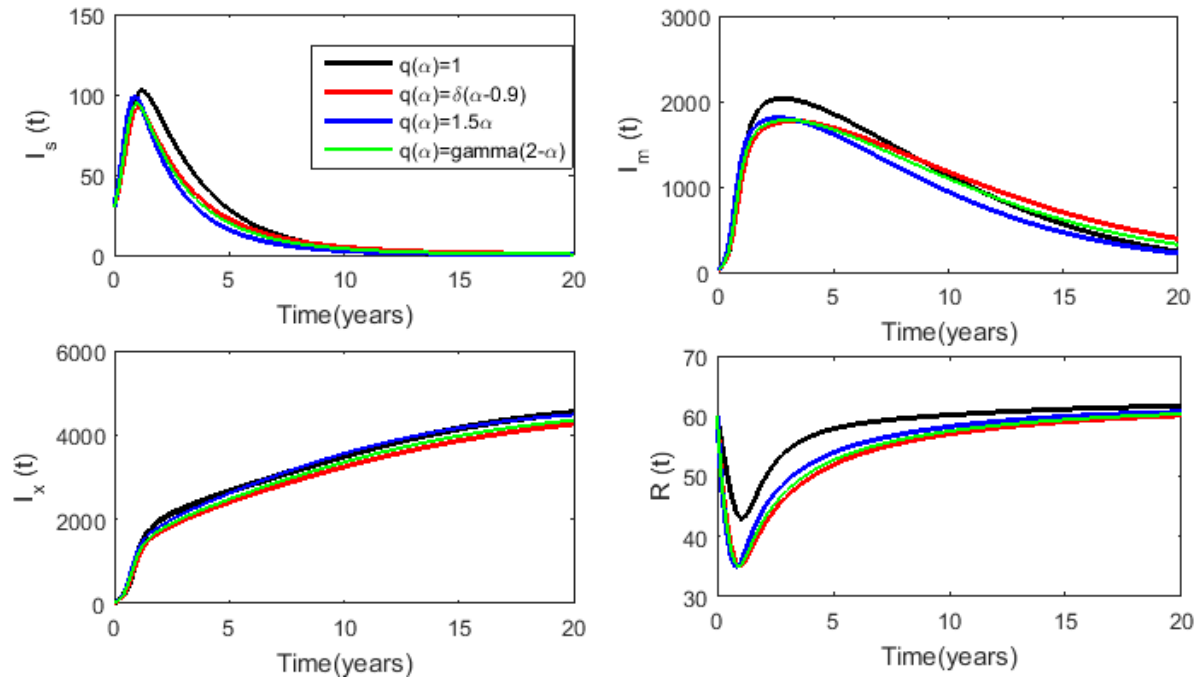 150
100
50
0
I_s (t)
0 5 10 15 20
Time(years)
q(α)=1
q(α)=δ(α-0.9)
q(α)=1.5α
q(α)=gamma(2-α)
3000
2000
1000
0
I_m (t)
0 5 10 15 20
Time(years)
6000
4000
2000
0
I_x (t)
0 5 10 15 20
Time(years)
70
60
50
40
30
R (t)
0 5 10 15 20
Time(years)